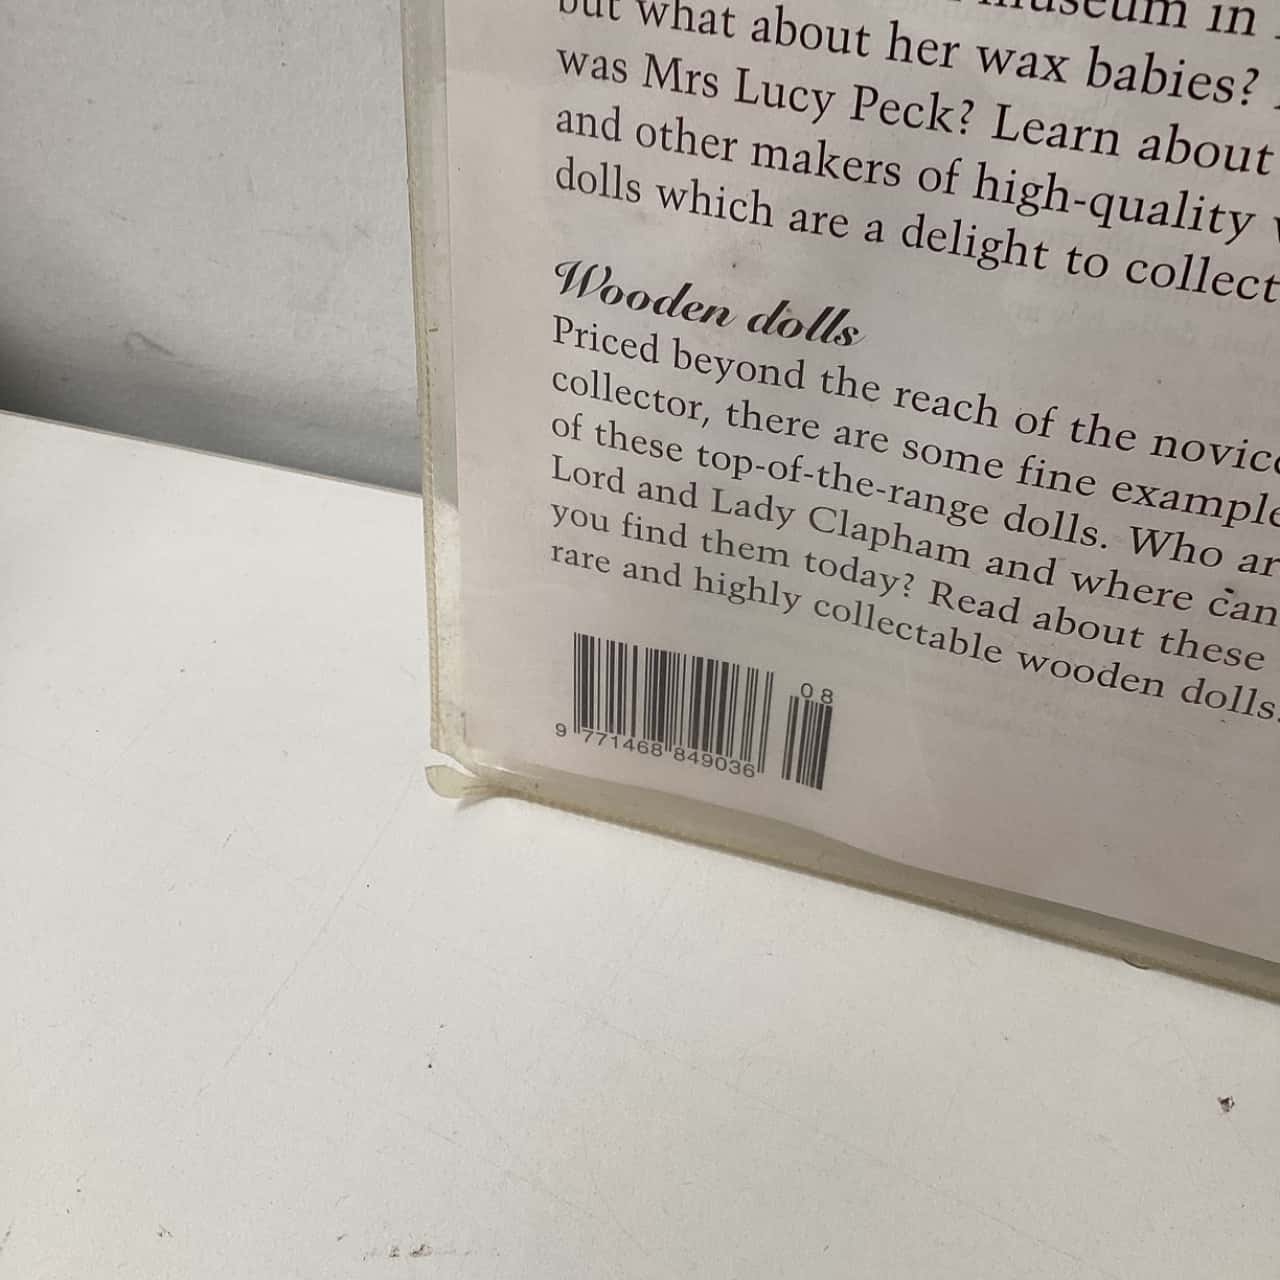 museum in
but what about her wax babies?
was Mrs Lucy Peck? Learn about
and other makers of high-quality
dolls which are a delight to collect
Wooden dolls
Priced beyond the reach of the novice
collector, there are some fine example
of these top-of-the-range dolls. Who ar
Lord and Lady Clapham and where can
you find them today? Read about these
rare and highly collectable wooden dolls.
08
9 771468 849036